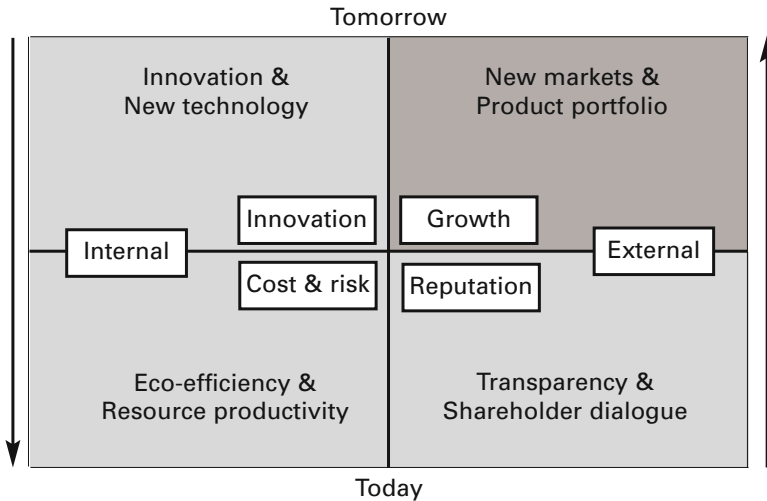 Tomorrow
Innovation &
New technology
New markets &
Product portfolio
Innovation
Growth
Internal
External
Cost & risk
Reputation
Eco-efficiency &
Resource productivity
Transparency &
Shareholder dialogue
Today